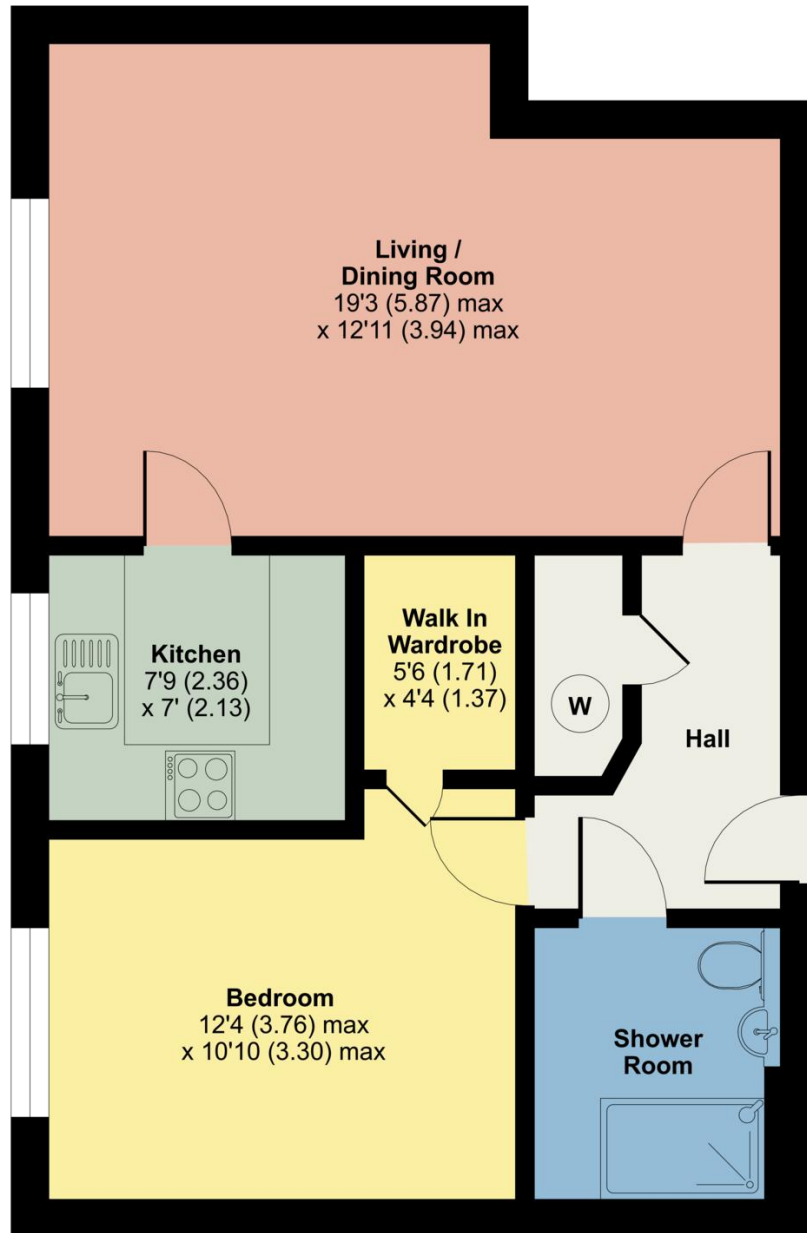 Living /
Dining Room
19'3 (5.87) max
x 12'11 (3.94) max
Kitchen
7'9 (2.36)
x 7' (2.13)
Walk In
Wardrobe
5'6 (1.71)
x 4'4 (1.37)
W
Hall
Bedroom
12'4 (3.76) max
x 10'10 (3.30) max
Shower
Room